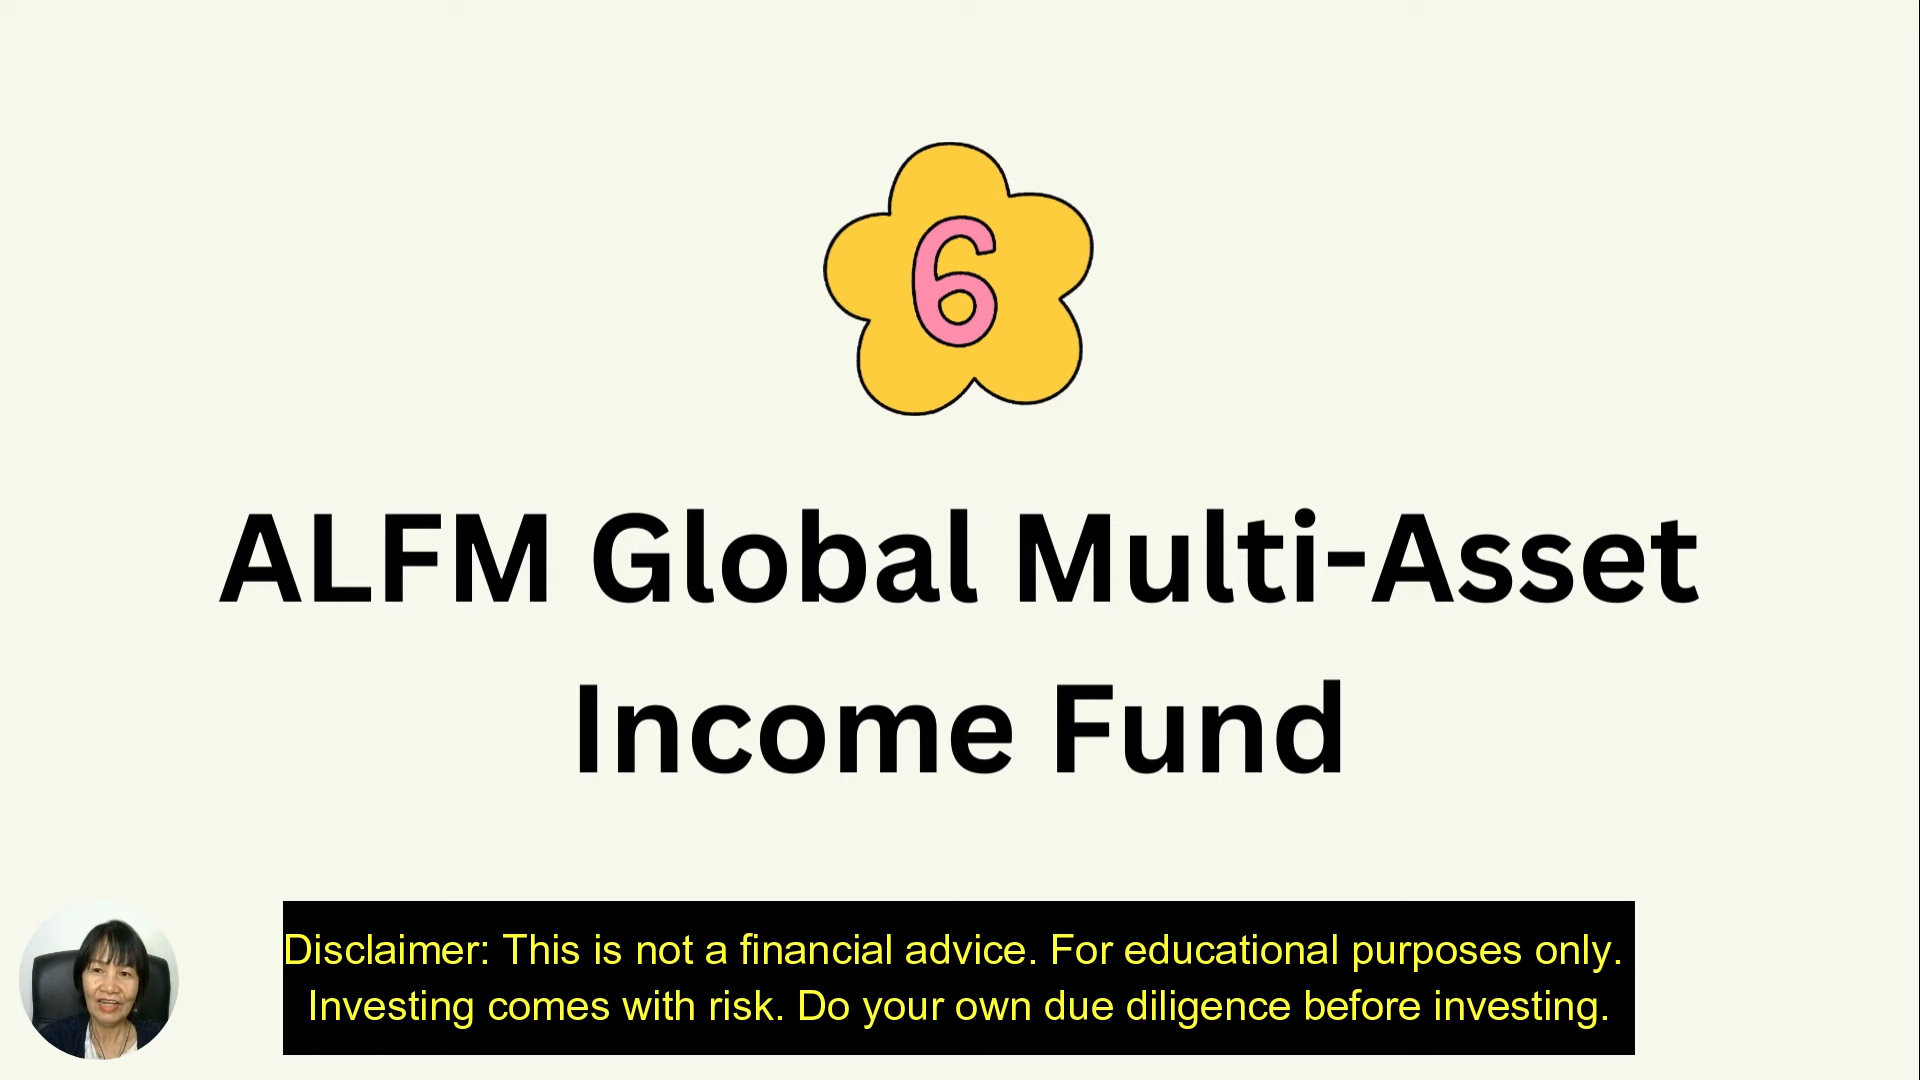 6
ALFM Global Multi-Asset
Income Fund
Disclaimer: This is not a financial advice. For educational purposes only.
Investing comes with risk. Do your own due diligence before investing.